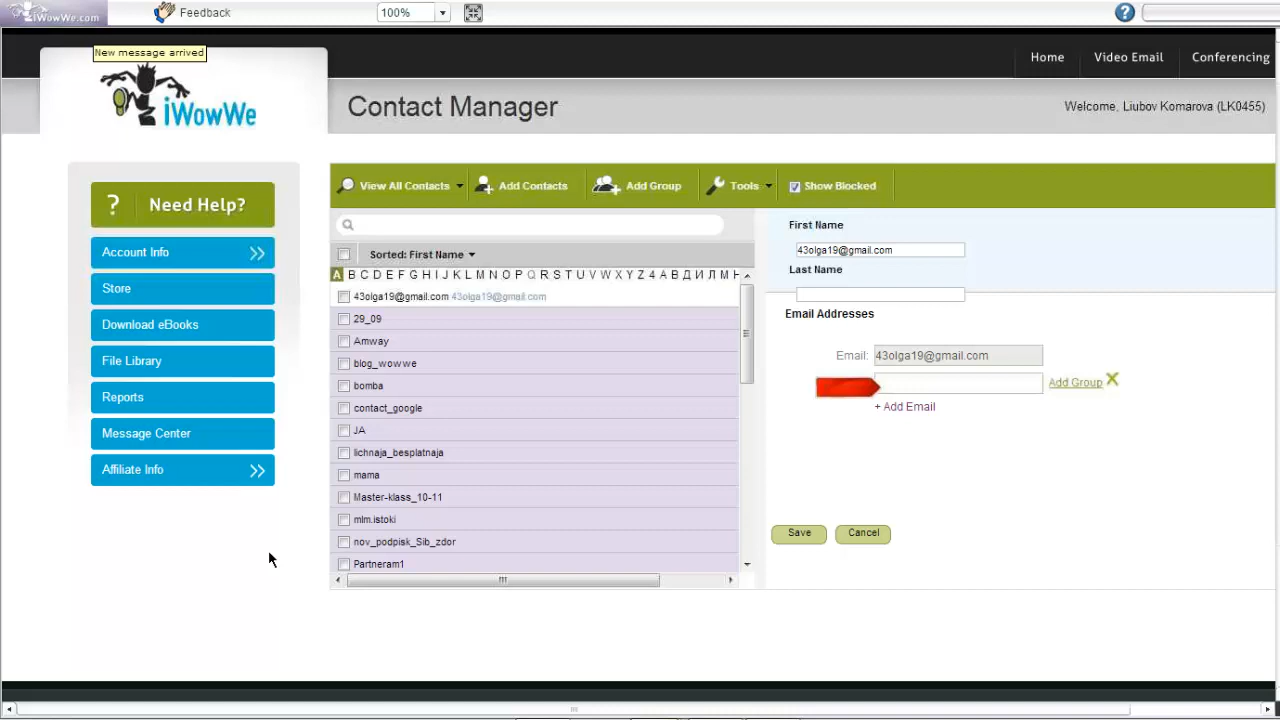 iWowWe.com
Feedback
100%
?
New message arrived
Home
Video Email
Conferencing
iWowWe
Contact Manager
Welcome, Liubov Komarova (LK0455)
? Need Help?
Account Info
Store
Download eBooks
File Library
Reports
Message Center
Affiliate Info
View All Contacts
Add Contacts
Add Group
Tools
Show Blocked
Sorted: First Name
A B C D E F G H I J K L M N O P Q R S T U V W X Y Z 4 А В Д И Л М Н
43olga19@gmail.com 43olga19@gmail.com
29_09
Amway
blog_wowwe
bomba
contact_google
JA
lichnaja_besplatnaja
mama
Master-klass_10-11
mlm.istoki
nov_podpisk_Sib_zdor
Partneram1
First Name
43olga19@gmail.com
Last Name
Email Addresses
Email: 43olga19@gmail.com
Add Group
+ Add Email
Save
Cancel